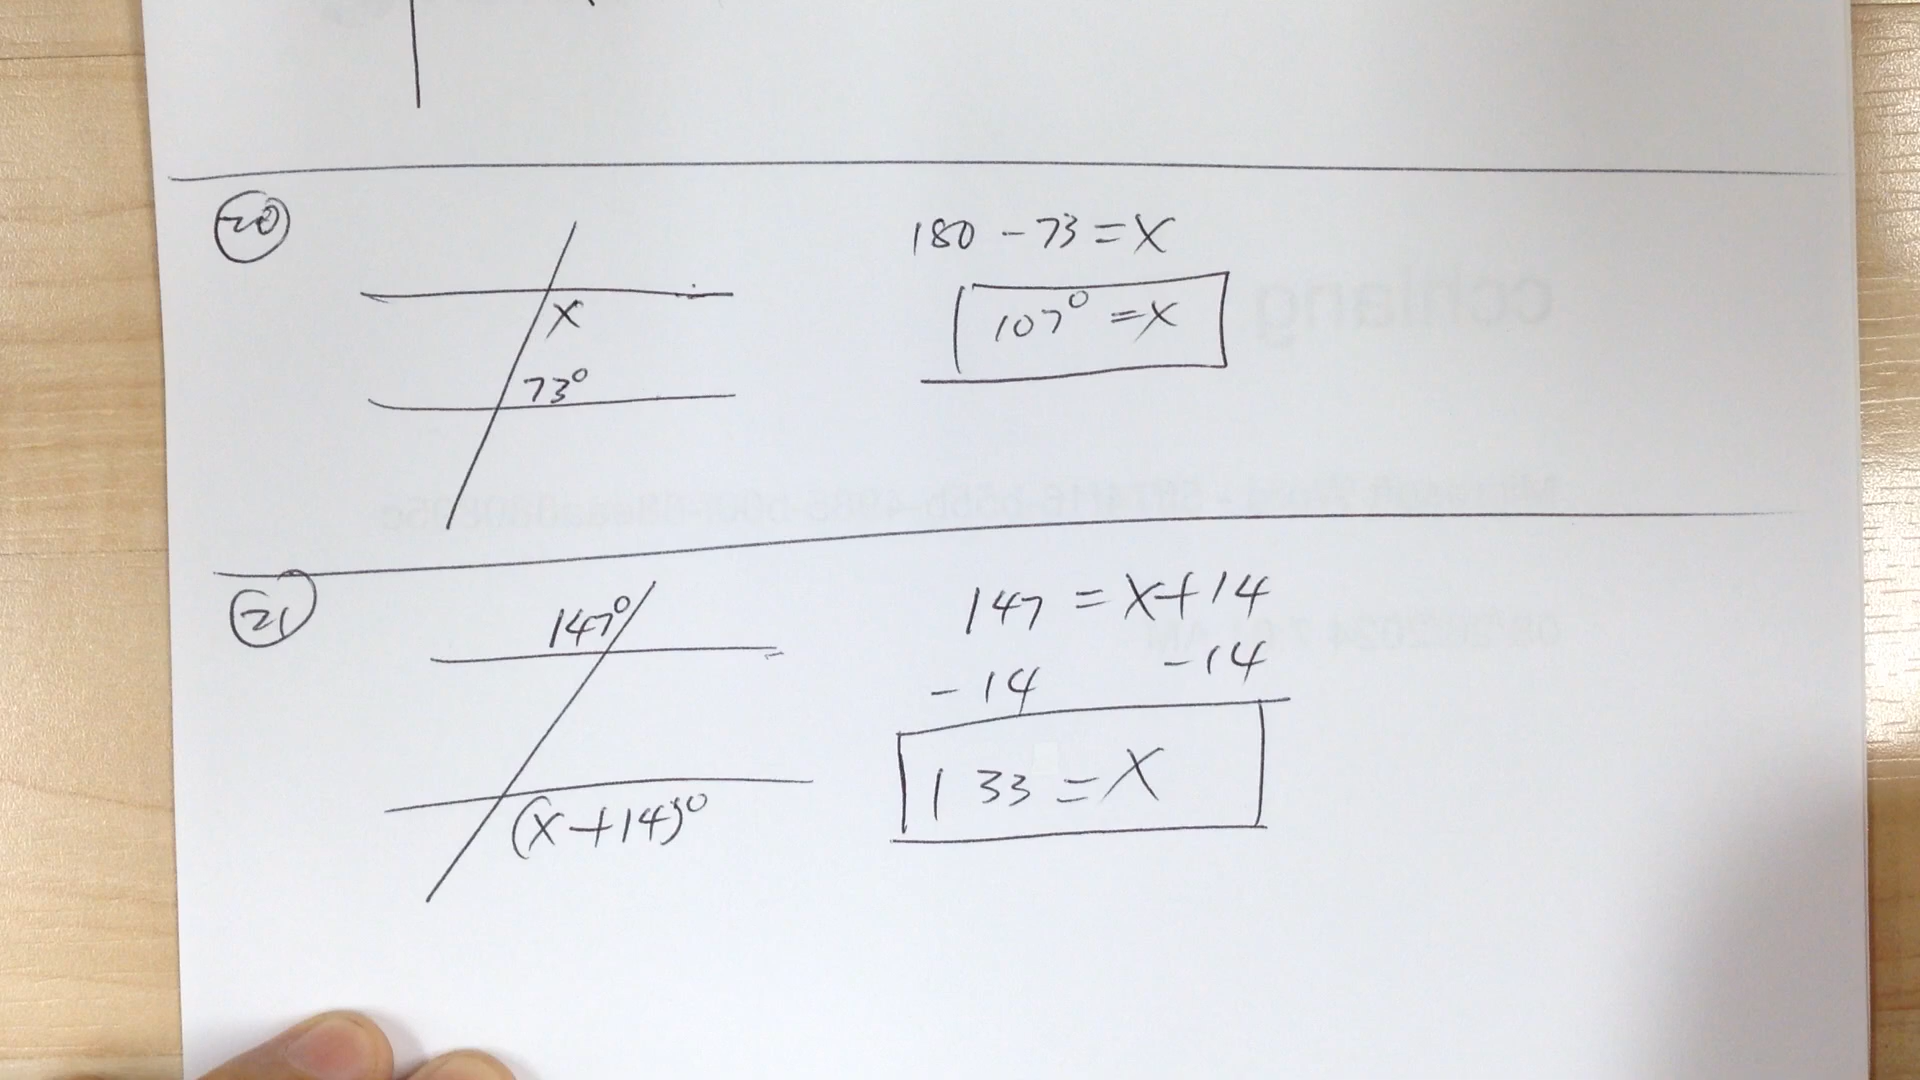 20
180 - 73 = X
X
107° = X
73°
21
147°
147 = X+14
- 14 - 14
133 = X
(X+14)°